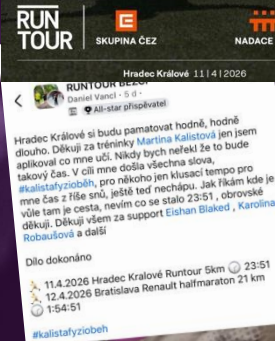 RUN
TOUR
SKUPINA ČEZ
NADACE
Hradec Králové 11|4|2026
Daniel Vancl · 5 d ·
All-star přispěvatel
Hradec Králové si budu pamatovat hodně, hodně
dlouho. Děkuji za tréninky Martina Kalistová jen jsem
aplikoval co mne učí. Nikdy bych neřekl že to bude
takový čas. V cíli mne došla všechna slova,
#kalistafyzioběh, pro někoho jen klusací tempo pro
mne čas z říše snů, ještě teď nechápu. Jak říkám kde je
vůle tam je cesta, nevím co se stalo 23:51 , obrovské
děkuji. Děkuji všem za support Eishan Blaked , Karolina
Robaušová a další
Dílo dokonáno
11.4.2026 Hradec Kralové Runtour 5km 23:51
12.4.2026 Bratislava Renault halfmaraton 21 km
1:54:51
#kalistafyziobeh